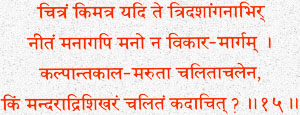 चित्रं किमत्र यदि ते त्रिदशांगनाभिर्
नीतं मनागपि मनो न विकार-मार्गम् ।
कल्पान्तकाल-मरुता चलिताचलेन,
किं मन्दराद्रिशिखरं चलितं कदाचित् ? ॥१५॥